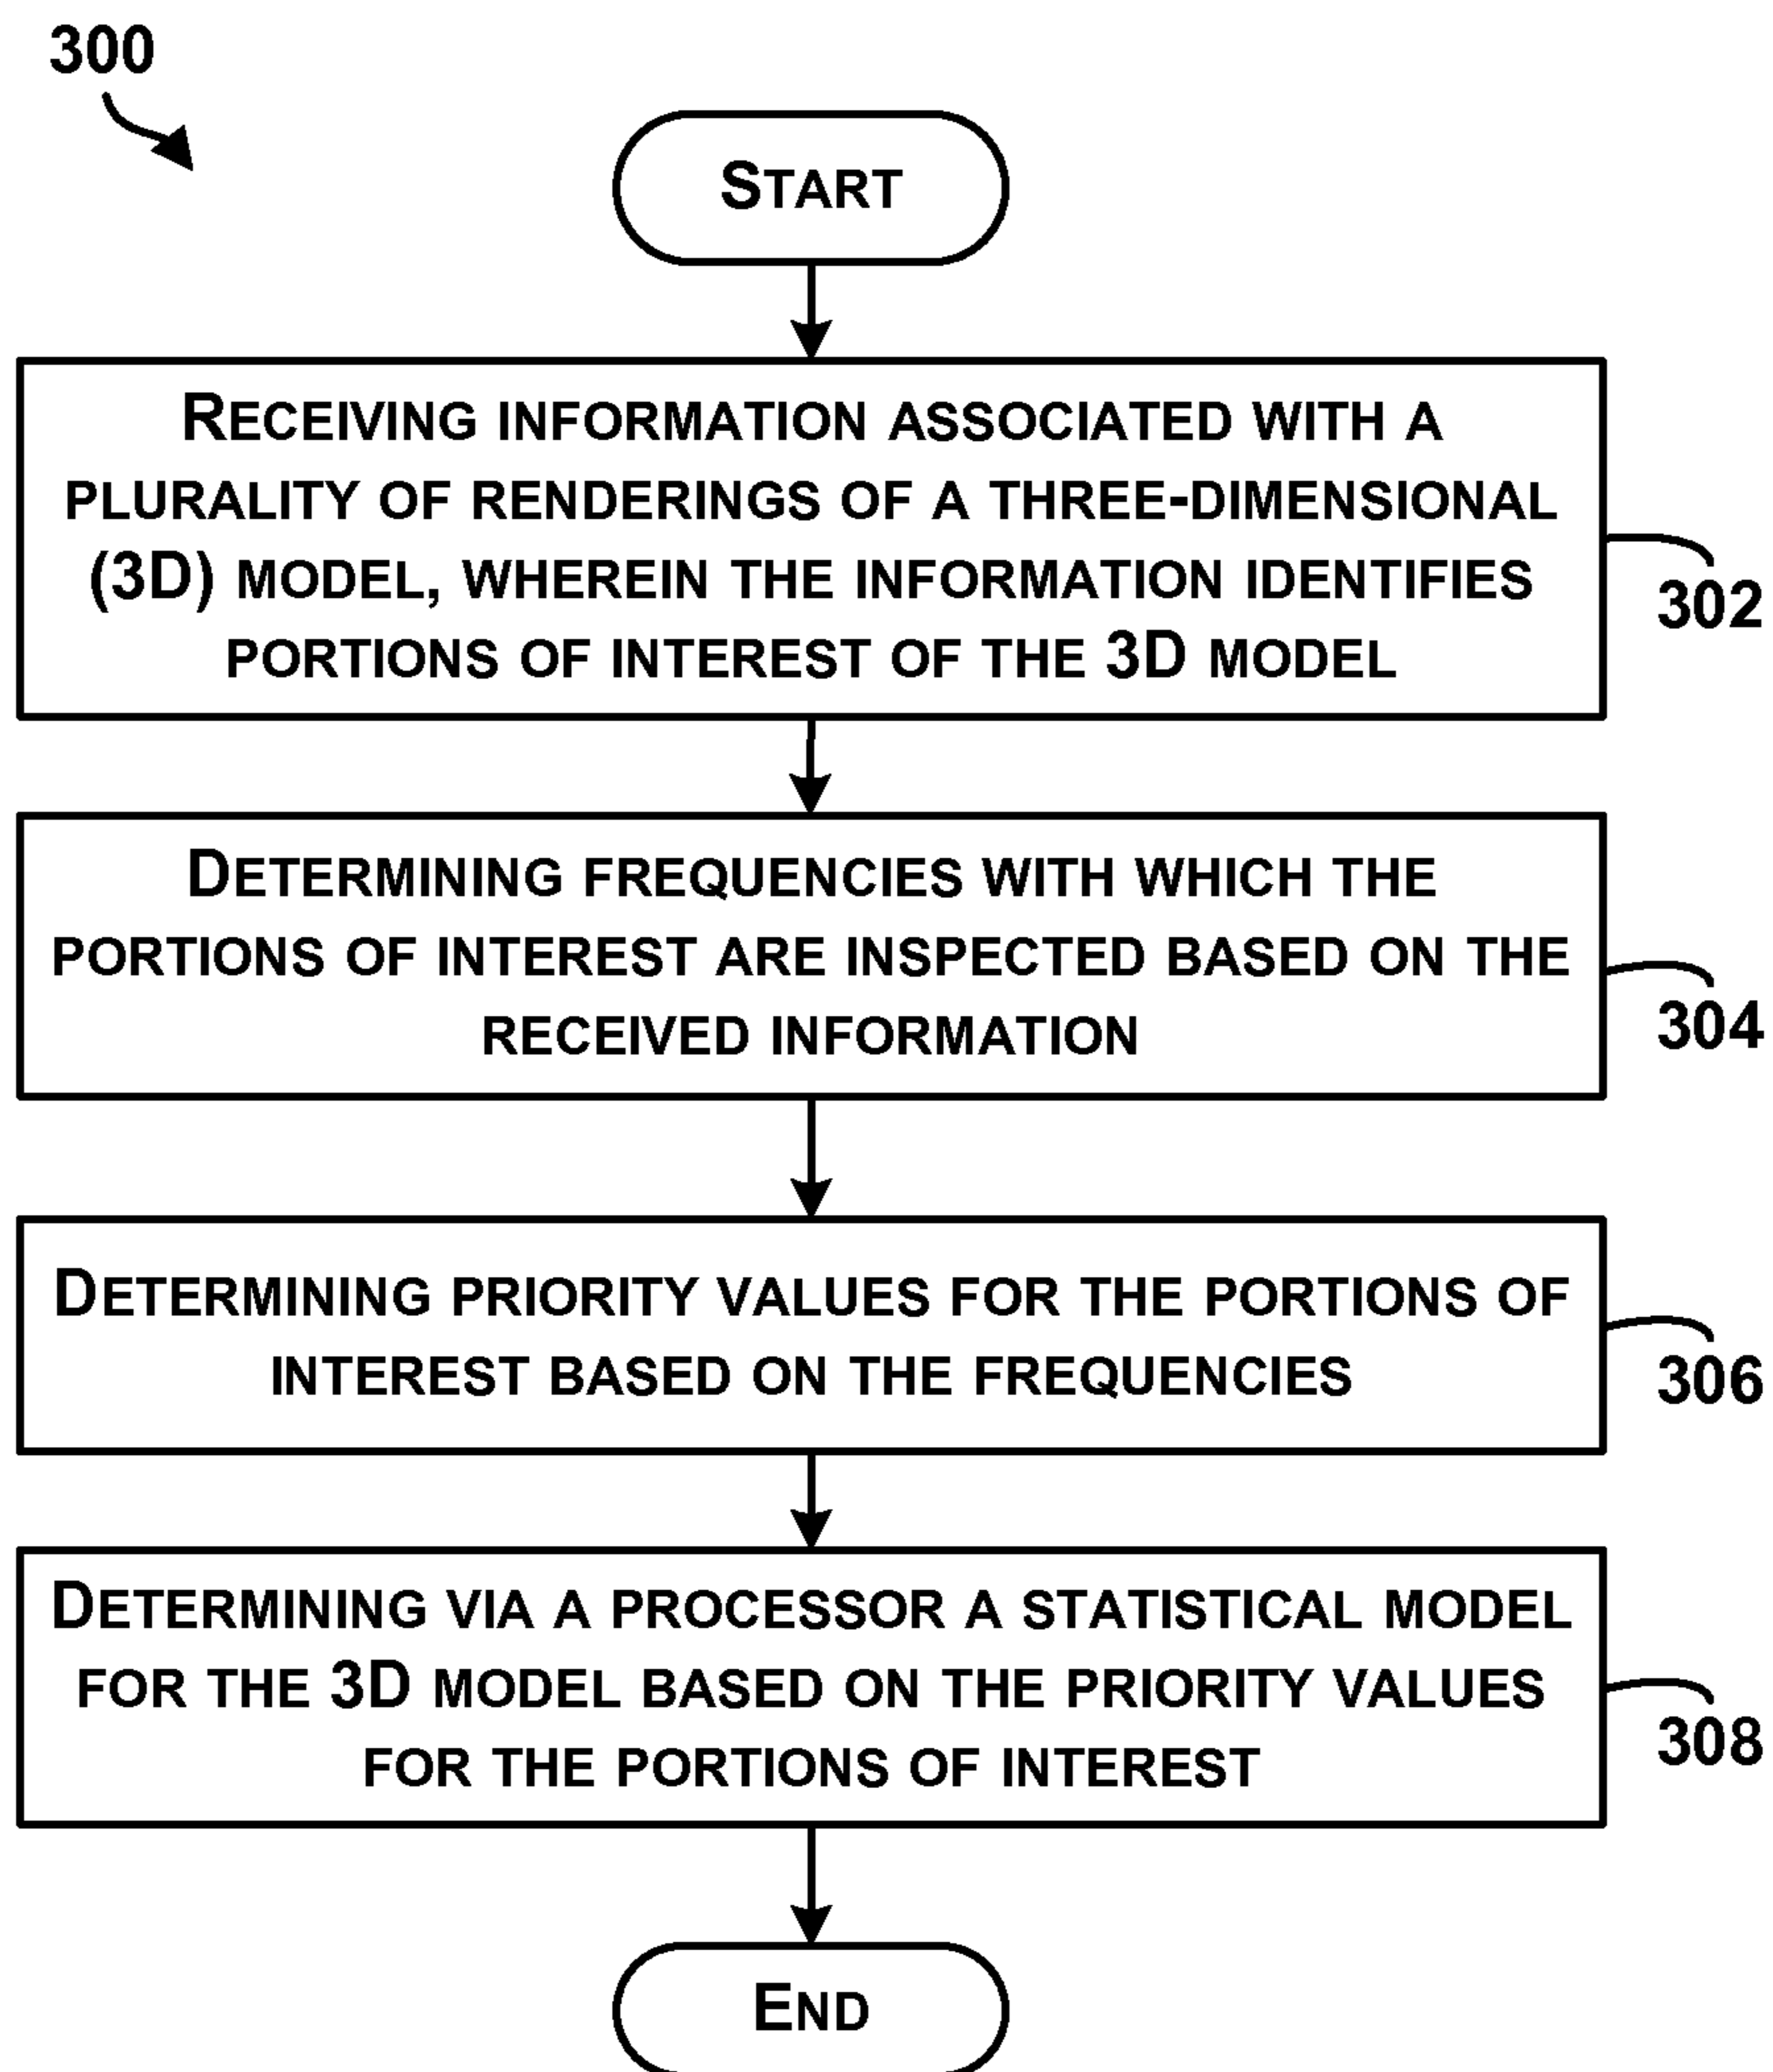 300
START
RECEIVING INFORMATION ASSOCIATED WITH A
PLURALITY OF RENDERINGS OF A THREE-DIMENSIONAL
(3D) MODEL, WHEREIN THE INFORMATION IDENTIFIES
PORTIONS OF INTEREST OF THE 3D MODEL
302
DETERMINING FREQUENCIES WITH WHICH THE
PORTIONS OF INTEREST ARE INSPECTED BASED ON THE
RECEIVED INFORMATION
304
DETERMINING PRIORITY VALUES FOR THE PORTIONS OF
INTEREST BASED ON THE FREQUENCIES
306
DETERMINING VIA A PROCESSOR A STATISTICAL MODEL
FOR THE 3D MODEL BASED ON THE PRIORITY VALUES
FOR THE PORTIONS OF INTEREST
308
END